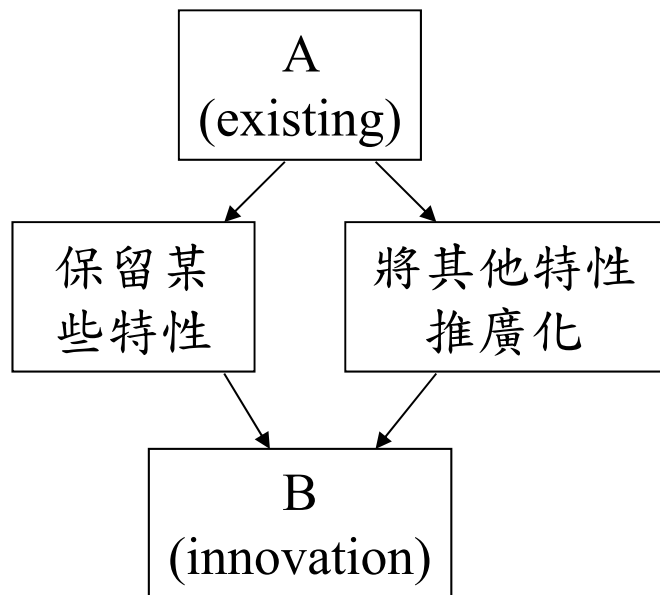 A
(existing)
保留某
些特性
將其他特性
推廣化
B
(innovation)